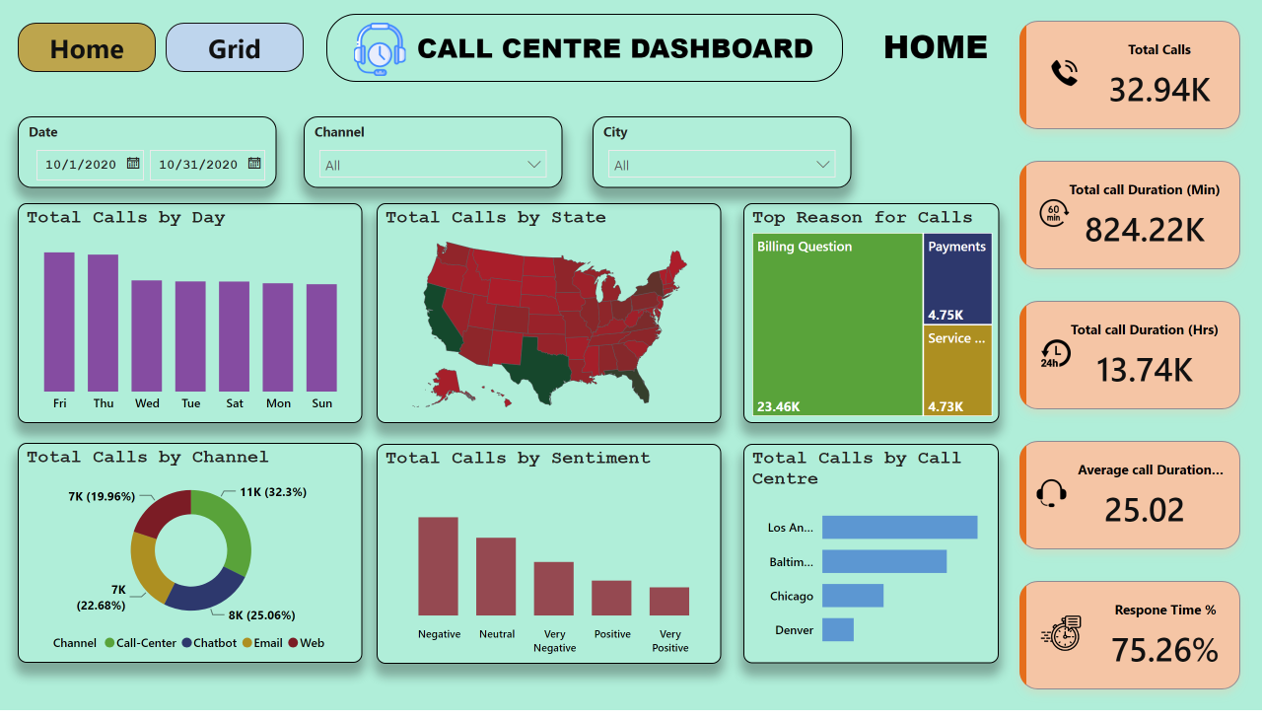 Home
Grid
CALL CENTRE DASHBOARD
HOME
Date
10/1/2020
10/31/2020
Channel
All
City
All
Total Calls
32.94K
Total call Duration (Min)
60
min
824.22K
Total call Duration (Hrs)
24h
13.74K
Average call Duration...
25.02
Respone Time %
75.26%
Total Calls by Day
Fri
Thu
Wed
Tue
Sat
Mon
Sun
Total Calls by State
Top Reason for Calls
Billing Question
23.46K
Payments
4.75K
Service ...
4.73K
Total Calls by Channel
7K (19.96%)
11K (32.3%)
7K
(22.68%)
8K (25.06%)
Channel Call-Center Chatbot Email Web
Total Calls by Sentiment
Negative
Neutral
Very
Negative
Positive
Very
Positive
Total Calls by Call
Centre
Los An...
Baltim...
Chicago
Denver